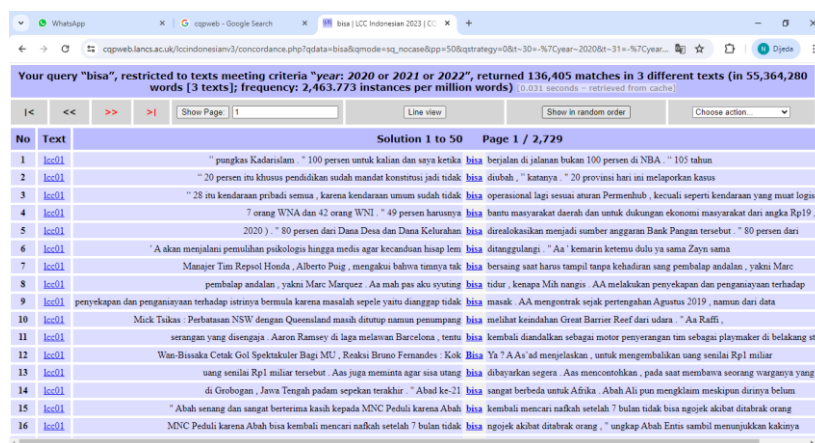 WhatsApp
cqpweb - Google Search
bisa | LCC Indonesian 2023 | CC
cqpweb.lancs.ac.uk/lccindonesianv3/concordance.php?qdata=bisa&qmode=sq_nocase&pp=50&qstrategy=0&t~30=-%7Cyear~2020&t~31=-%7Cyear...
Dijede
Your query “bisa”, restricted to texts meeting criteria “year: 2020 or 2021 or 2022”, returned 136,405 matches in 3 different texts (in 55,364,280
words [3 texts]; frequency: 2,463.773 instances per million words) [0.031 seconds – retrieved from cache]
|< << >> >| Show Page: 1 Line view Show in random order Choose action...
No Text Solution 1 to 50 Page 1 / 2,729
1 lcc01 " pungkas Kadarislam . " 100 persen untuk kalian dan saya ketika bisa berjalan di jalanan bukan 100 persen di NBA . " 105 tahun
2 lcc01 " 20 persen itu khusus pendidikan sudah mandat konstitusi jadi tidak bisa diubah , " katanya . " 20 provinsi hari ini melaporkan kasus
3 lcc01 " 28 itu kendaraan pribadi semua , karena kendaraan umum sudah tidak bisa operasional lagi sesuai aturan Permenhub , kecuali seperti kendaraan yang muat logis
4 lcc01 7 orang WNA dan 42 orang WNI . " 49 persen harusnya bisa bantu masyarakat daerah dan untuk dukungan ekonomi masyarakat dari angka Rp19 ,
5 lcc01 2020 ) . " 80 persen dari Dana Desa dan Dana Kelurahan bisa direalokasikan menjadi sumber anggaran Bank Pangan tersebut . " 80 persen dari
6 lcc01 ' A akan menjalani pemulihan psikologis hingga medis agar kecanduan hisap lem bisa ditanggulangi . " Aa ' kemarin ketemu dulu ya sama Zayn sama
7 lcc01 Manajer Tim Repsol Honda , Alberto Puig , mengakui bahwa timnya tak bisa bersaing saat harus tampil tanpa kehadiran sang pembalap andalan , yakni Marc
8 lcc01 pembalap andalan , yakni Marc Marquez . Aa mah pas aku syuting bisa tidur , kenapa Mih nangis . AA melakukan penyekapan dan penganiayaan terhadap
9 lcc01 penyekapan dan penganiayaan terhadap istrinya bermula karena masalah sepele yaitu dianggap tidak bisa masak . AA mengontrak sejak pertengahan Agustus 2019 , namun dari data
10 lcc01 Mick Tsikas : Perbatasan NSW dengan Queensland masih ditutup namun penumpang bisa melihat keindahan Great Barrier Reef dari udara . " Aa Raffi ,
11 lcc01 serangan yang disengaja . Aaron Ramsey di laga melawan Barcelona , tentu bisa kembali diandalkan sebagai motor penyerangan tim sebagai playmaker di belakang st
12 lcc01 Wan-Bissaka Cetak Gol Spektakuler Bagi MU , Reaksi Bruno Fernandes : Kok Bisa Ya ? A As'ad menjelaskan , untuk mengembalikan uang senilai Rp1 miliar
13 lcc01 uang senilai Rp1 miliar tersebut . Aas juga meminta agar sisa utang bisa dibayarkan segera . Aas mencontohkan , pada saat membawa seorang warganya yang
14 lcc01 di Grobogan , Jawa Tengah padam sepekan terakhir . " Abad ke-21 bisa sangat berbeda untuk Afrika . Abah Ali pun mengklaim meskipun dirinya belum
15 lcc01 " Abah senang dan sangat berterima kasih kepada MNC Peduli karena Abah bisa kembali mencari nafkah setelah 7 bulan tidak bisa ngojek akibat ditabrak orang
16 lcc01 MNC Peduli karena Abah bisa kembali mencari nafkah setelah 7 bulan tidak bisa ngojek akibat ditabrak orang , " ungkap Abah Entis sambil menunjukkan kakinya